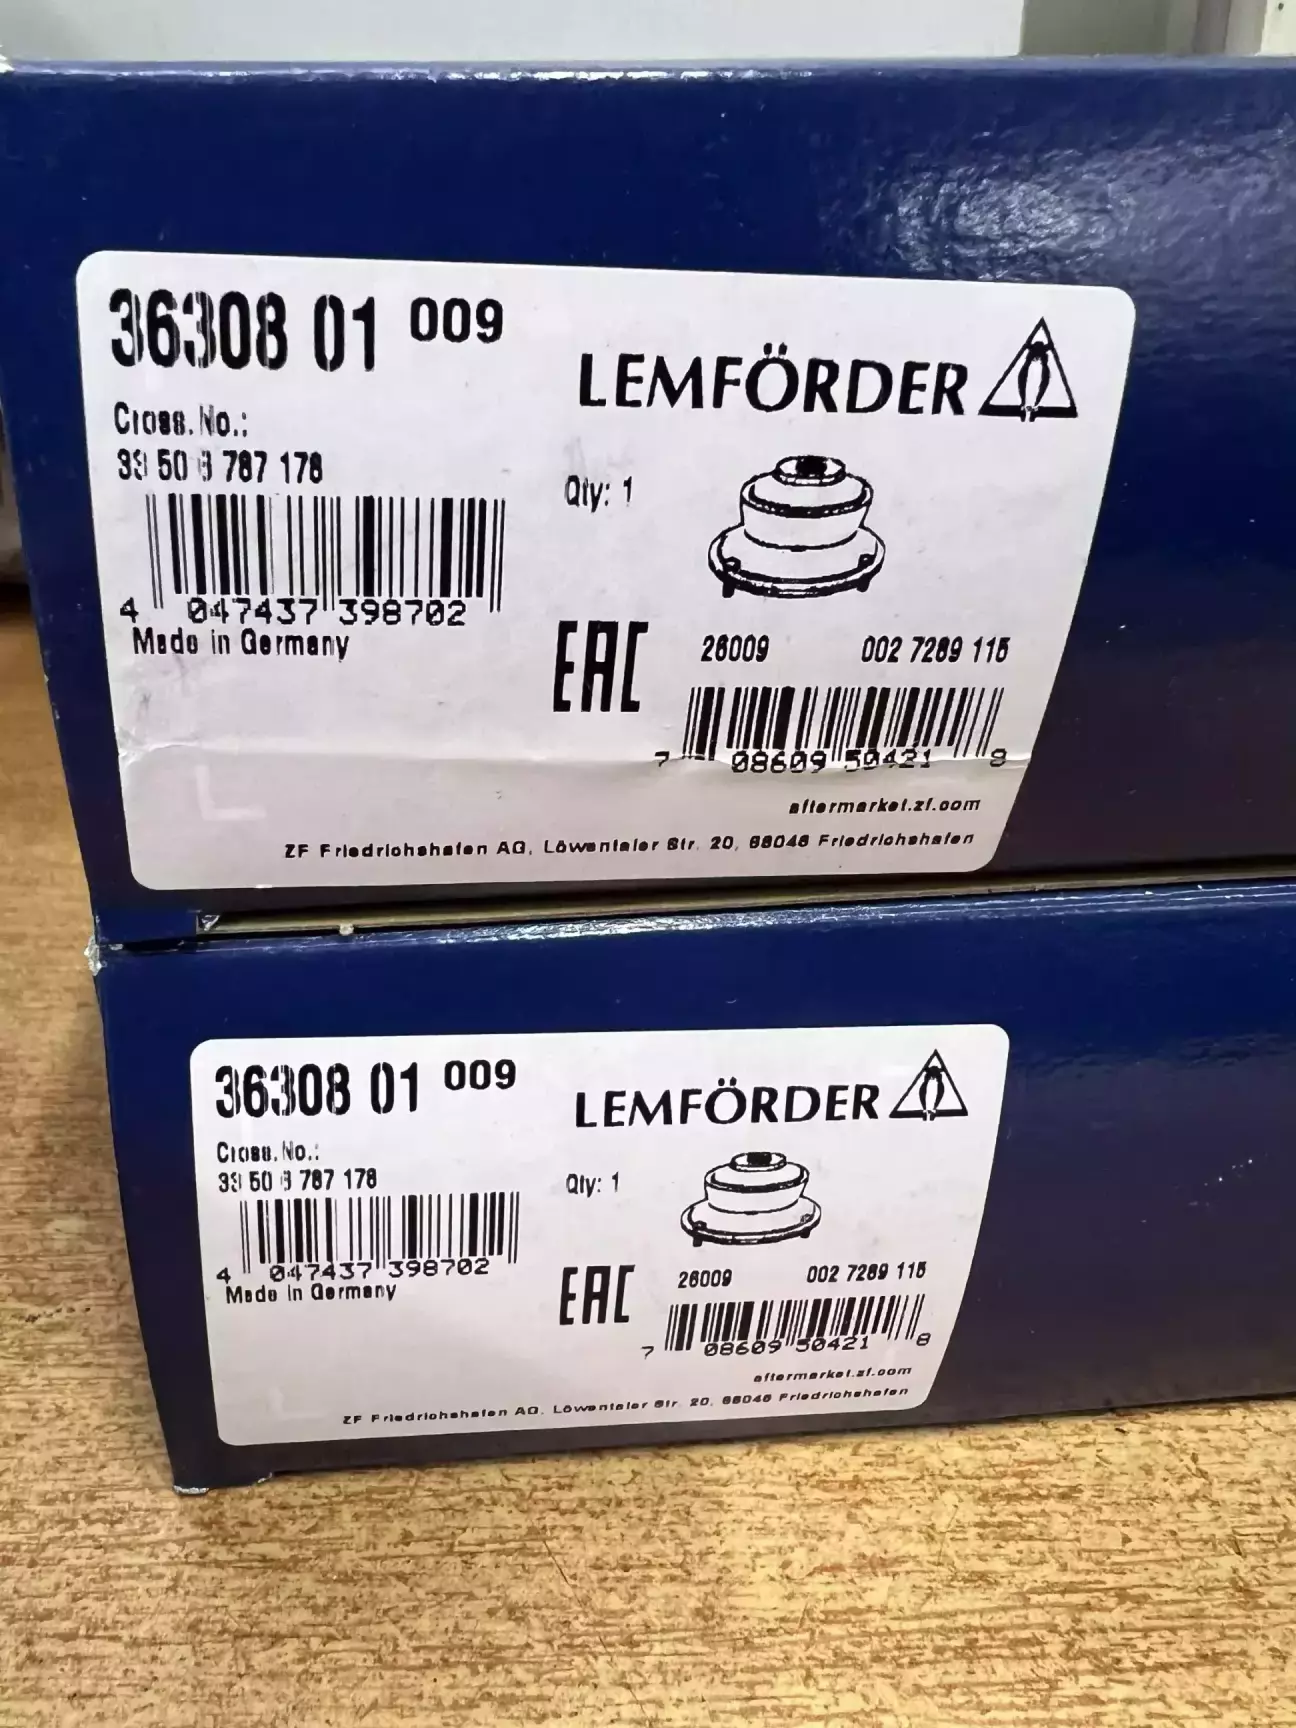 36308 01 009
LEMFÖRDER
Cross. No.:
33 50 6 787 178
Qty: 1
4 047437 398702
Made in Germany
EAC
26009 002 7269 115
7 08609 50421 8
aftermarket.zf.com
ZF Friedrichshafen AG, Löwentaler Str. 20, 88046 Friedrichshafen
36308 01 009
LEMFÖRDER
Cross. No.:
33 50 6 787 178
Qty: 1
4 047437 398702
Made in Germany
EAC
26009 002 7269 115
7 08609 50421 8
aftermarket.zf.com
ZF Friedrichshafen AG, Löwentaler Str. 20, 88046 Friedrichshafen